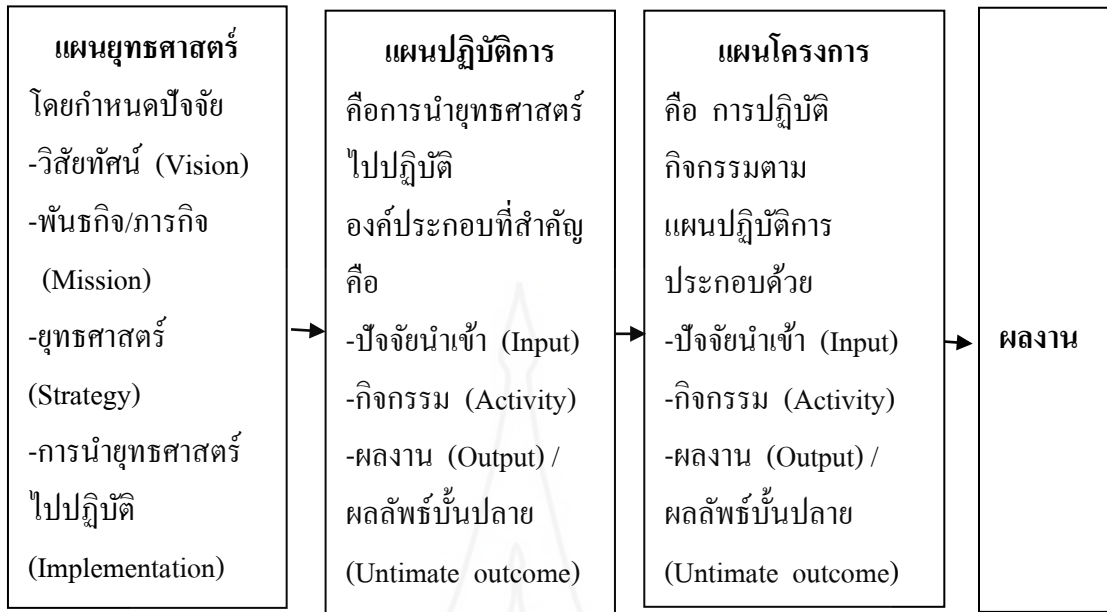 แผนยุทธศาสตร์
โดยกำหนดปัจจัย
-วิสัยทัศน์ (Vision)
-พันธกิจ/ภารกิจ
(Mission)
-ยุทธศาสตร์
(Strategy)
-การนำยุทธศาสตร์
ไปปฏิบัติ
(Implementation)
แผนปฏิบัติการ
คือการนำยุทธศาสตร์
ไปปฏิบัติ
องค์ประกอบที่สำคัญ
คือ
-ปัจจัยนำเข้า (Input)
-กิจกรรม (Activity)
-ผลงาน (Output) /
ผลลัพธ์บั้นปลาย
(Untimate outcome)
แผนโครงการ
คือ การปฏิบัติ
กิจกรรมตาม
แผนปฏิบัติการ
ประกอบด้วย
-ปัจจัยนำเข้า (Input)
-กิจกรรม (Activity)
-ผลงาน (Output) /
ผลลัพธ์บั้นปลาย
(Untimate outcome)
ผลงาน